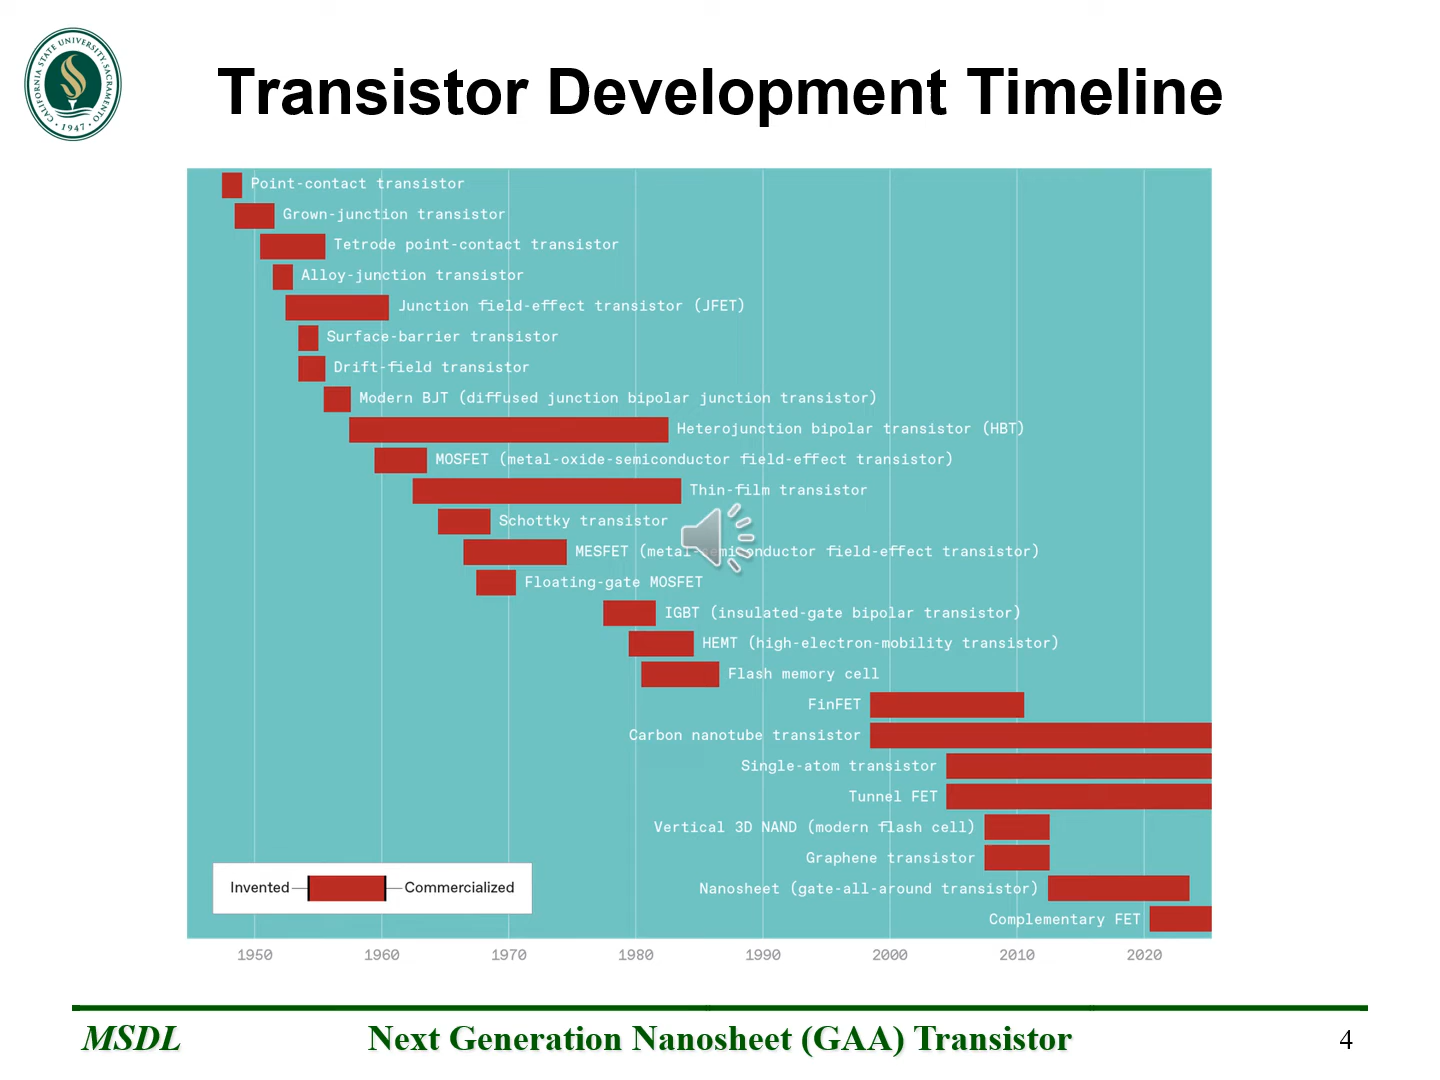 CALIFORNIA STATE UNIVERSITY, SACRAMENTO
• 1947 •
Transistor Development Timeline
Point-contact transistor
Grown-junction transistor
Tetrode point-contact transistor
Alloy-junction transistor
Junction field-effect transistor (JFET)
Surface-barrier transistor
Drift-field transistor
Modern BJT (diffused junction bipolar junction transistor)
Heterojunction bipolar transistor (HBT)
MOSFET (metal-oxide-semiconductor field-effect transistor)
Thin-film transistor
Schottky transistor
MESFET (metal-semiconductor field-effect transistor)
Floating-gate MOSFET
IGBT (insulated-gate bipolar transistor)
HEMT (high-electron-mobility transistor)
Flash memory cell
FinFET
Carbon nanotube transistor
Single-atom transistor
Tunnel FET
Vertical 3D NAND (modern flash cell)
Graphene transistor
Nanosheet (gate-all-around transistor)
Complementary FET
Invented Commercialized
1950 1960 1970 1980 1990 2000 2010 2020
MSDL Next Generation Nanosheet (GAA) Transistor 4